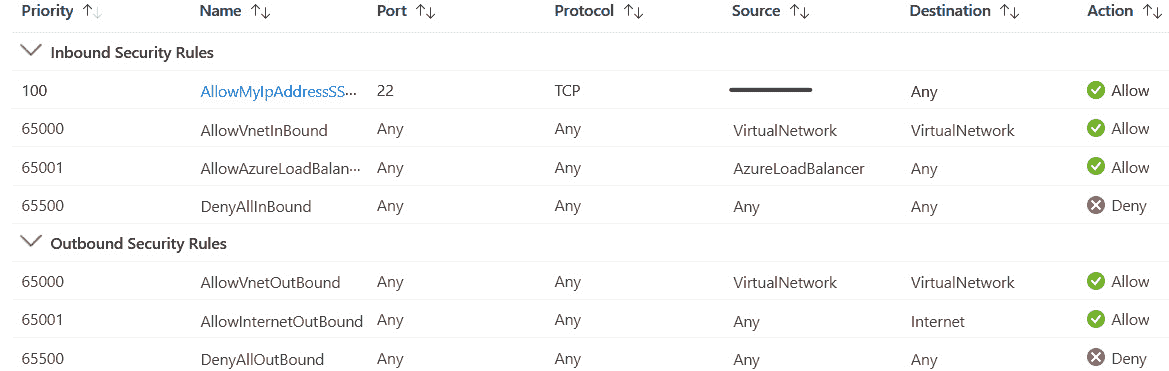 Priority Name Port Protocol Source Destination Action
Inbound Security Rules
100 AllowMyIpAddressSS··· 22 TCP Any Allow
65000 AllowVnetInBound Any Any VirtualNetwork VirtualNetwork Allow
65001 AllowAzureLoadBalan··· Any Any AzureLoadBalancer Any Allow
65500 DenyAllInBound Any Any Any Any Deny
Outbound Security Rules
65000 AllowVnetOutBound Any Any VirtualNetwork VirtualNetwork Allow
65001 AllowInternetOutBound Any Any Any Internet Allow
65500 DenyAllOutBound Any Any Any Any Deny